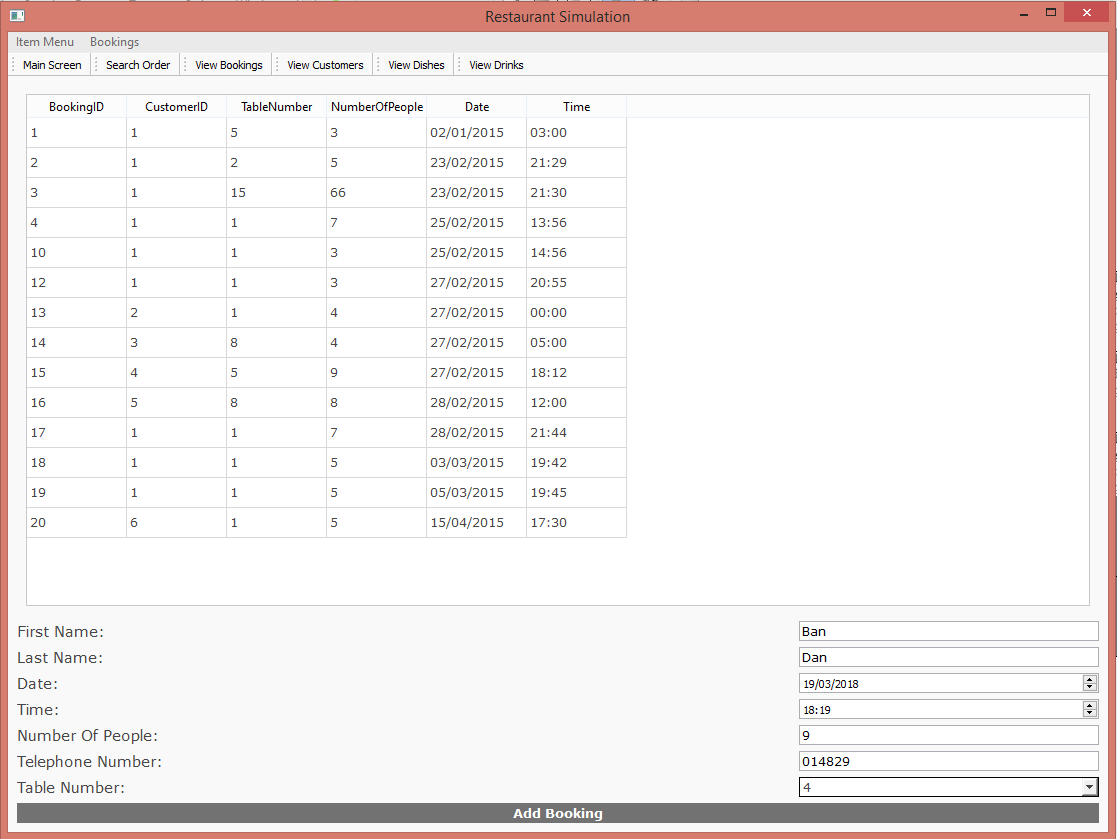 Restaurant Simulation
Item Menu Bookings
Main Screen Search Order View Bookings View Customers View Dishes View Drinks
BookingID CustomerID TableNumber NumberOfPeople Date Time
1 1 5 3 02/01/2015 03:00
2 1 2 5 23/02/2015 21:29
3 1 15 66 23/02/2015 21:30
4 1 1 7 25/02/2015 13:56
10 1 1 3 25/02/2015 14:56
12 1 1 3 27/02/2015 20:55
13 2 1 4 27/02/2015 00:00
14 3 8 4 27/02/2015 05:00
15 4 5 9 27/02/2015 18:12
16 5 8 8 28/02/2015 12:00
17 1 1 7 28/02/2015 21:44
18 1 1 5 03/03/2015 19:42
19 1 1 5 05/03/2015 19:45
20 6 1 5 15/04/2015 17:30
First Name: Ban
Last Name: Dan
Date: 19/03/2018
Time: 18:19
Number Of People: 9
Telephone Number: 014829
Table Number: 4
Add Booking